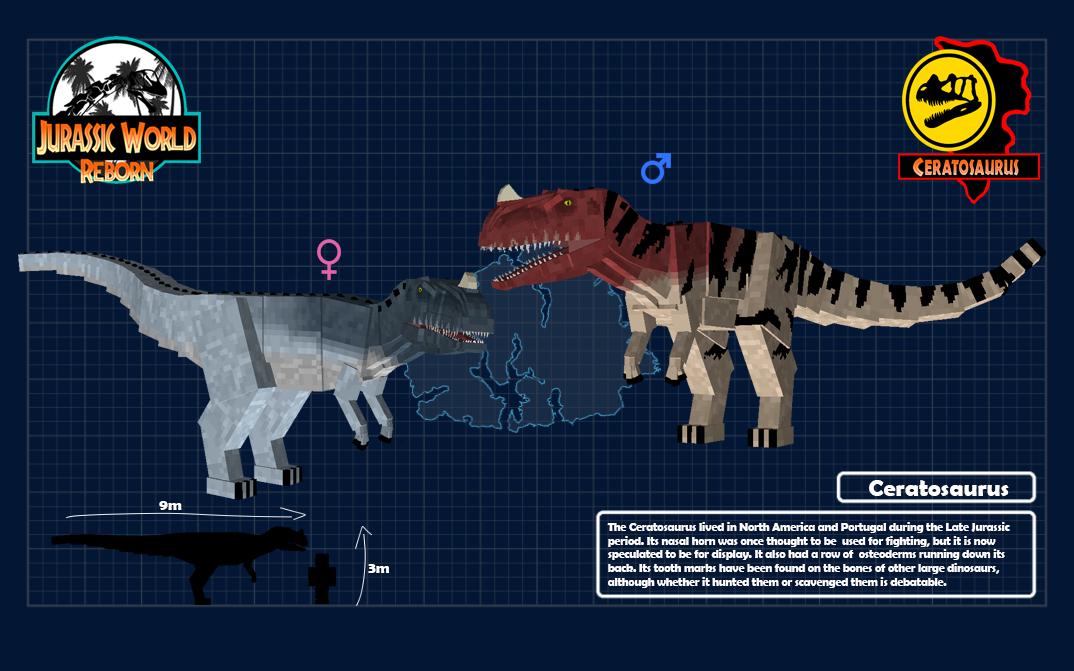 JURASSIC WORLD
REBORN
CERATOSAURUS
9m
3m
Ceratosaurus
The Ceratosaurus lived in North America and Portugal during the Late Jurassic
period. Its nasal horn was once thought to be used for fighting, but it is now
speculated to be for display. It also had a row of osteoderms running down its
back. Its tooth marks have been found on the bones of other large dinosaurs,
although whether it hunted them or scavenged them is debatable.